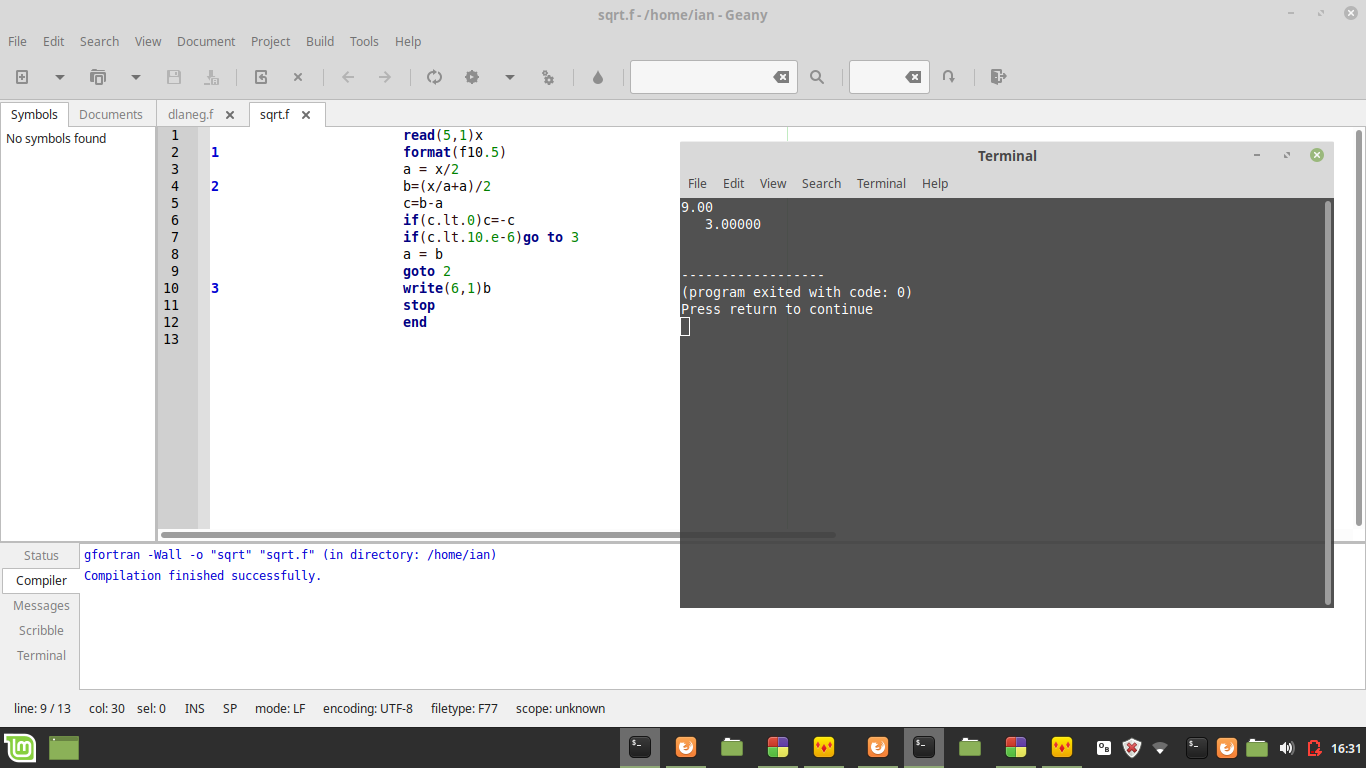 sqrt.f - /home/ian - Geany
File Edit Search View Document Project Build Tools Help
Symbols Documents dlaneg.f sqrt.f
No symbols found
1 read(5,1)x
2 1 format(f10.5)
3 a = x/2
4 2 b=(x/a+a)/2
5 c=b-a
6 if(c.lt.0)c=-c
7 if(c.lt.10.e-6)go to 3
8 a = b
9 goto 2
10 3 write(6,1)b
11 stop
12 end
13
Terminal
File Edit View Search Terminal Help
9.00
3.00000
------------------
(program exited with code: 0)
Press return to continue
Status
Compiler
Messages
Scribble
Terminal
gfortran -Wall -o "sqrt" "sqrt.f" (in directory: /home/ian)
Compilation finished successfully.
line: 9 / 13 col: 30 sel: 0 INS SP mode: LF encoding: UTF-8 filetype: F77 scope: unknown
16:31